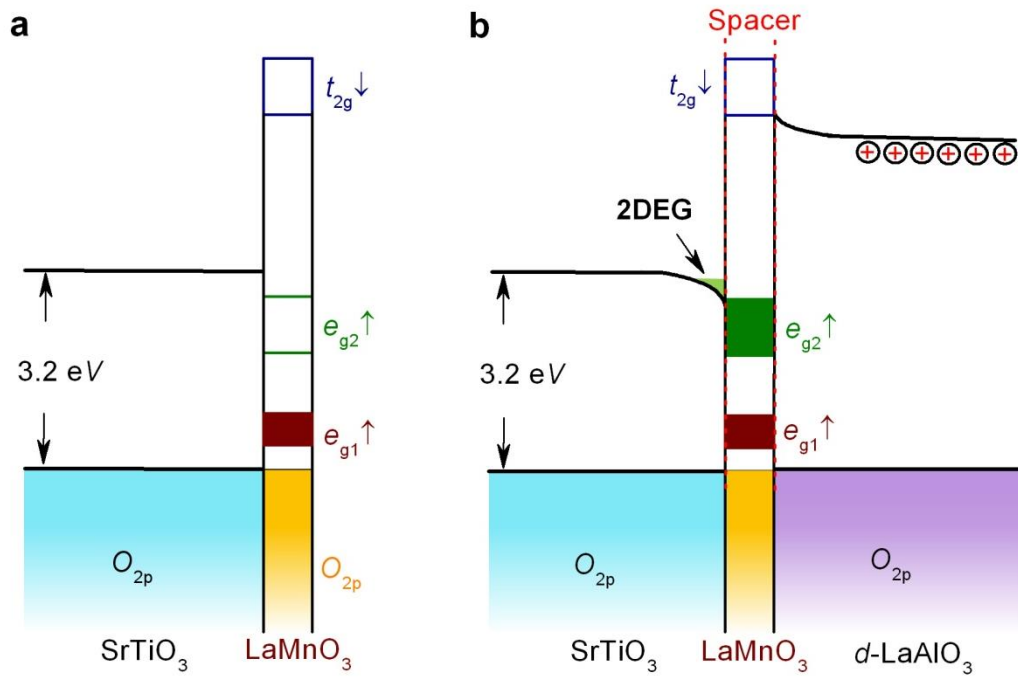 a
t2g↓
3.2 eV
eg2↑
eg1↑
O2p
O2p
SrTiO3
LaMnO3
b
Spacer
t2g↓
+ + + + + +
2DEG
3.2 eV
eg2↑
eg1↑
O2p
O2p
SrTiO3
LaMnO3
d-LaAlO3